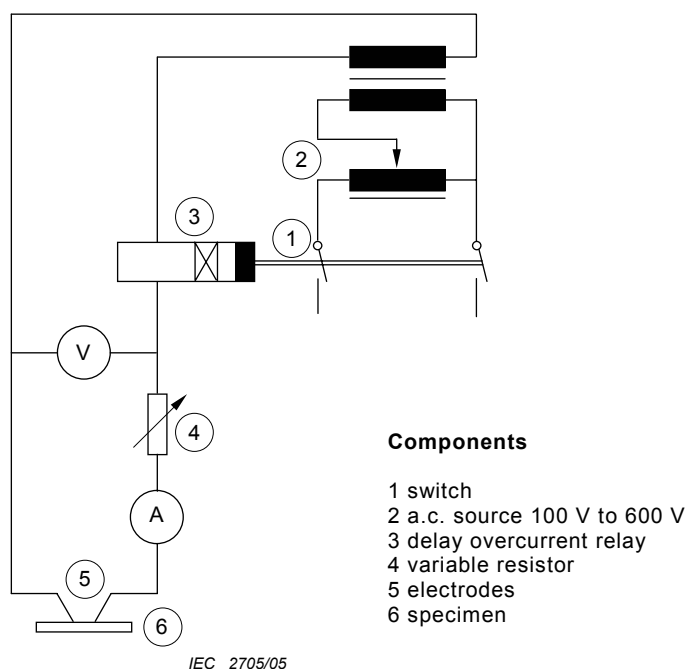 2
3
1
V
4
A
5
6
Components
1 switch
2 a.c. source 100 V to 600 V
3 delay overcurrent relay
4 variable resistor
5 electrodes
6 specimen
IEC 2705/05